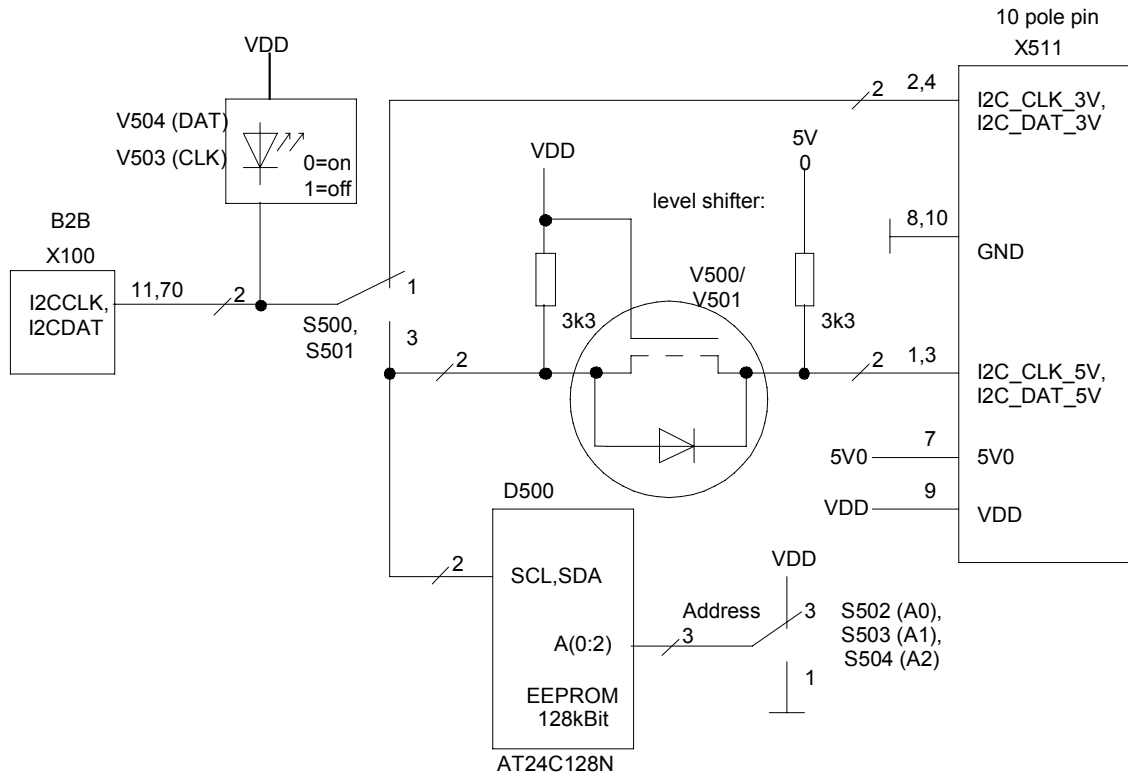 10 pole pin
X511
VDD
2
2,4
I2C_CLK_3V,
I2C_DAT_3V
V504 (DAT)
V503 (CLK)
0=on
1=off
VDD
5V
0
level shifter:
8,10
GND
B2B
X100
I2CCLK,
I2CDAT
11,70
2
1
S500,
S501
3
3k3
V500/
V501
3k3
2
2
1,3
I2C_CLK_5V,
I2C_DAT_5V
5V0
7
5V0
VDD
9
VDD
D500
2
SCL,SDA
A(0:2)
EEPROM
128kBit
AT24C128N
Address
3
VDD
3
1
S502 (A0),
S503 (A1),
S504 (A2)